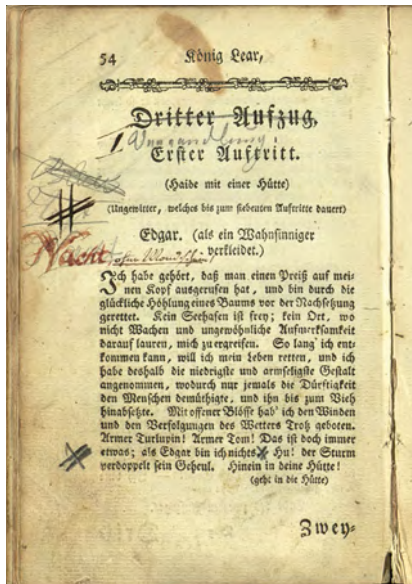 54 König Lear,
Dritter Aufzug.
I Verwandlung
Erster Auftritt.
(Haide mit einer Hütte)
(Ungewitter, welches bis zum siebenten Auftritte dauert)
Edgar. (als ein Wahnsinniger
Nacht verkleidet.)
Ich habe gehört, daß man einen Preiß auf mei-
nen Kopf ausgerufen hat, und bin durch die
glückliche Höhlung eines Baums vor der Nachsetzung
gerettet. Kein Seehafen ist frey; kein Ort, wo
nicht Wachen und ungewöhnliche Aufmerksamkeit
darauf lauren, mich zu ergreifen. So lang' ich ent-
kommen kann, will ich mein Leben retten, und ich
habe deshalb die niedrigste und armseligste Gestalt
angenommen, wodurch nur jemals die Dürftigkeit
den Menschen demüthigte, und ihn bis zum Vieh
hinabsetzte. Mit offener Blösse hab' ich den Winden
und den Verfolgungen des Wetters Trotz geboten.
Armer Turlupin! Armer Tom! Das ist doch immer
etwas; als Edgar bin ich nichts Hu! der Sturm
verdoppelt sein Geheul. Hinein in deine Hütte!
(geht in die Hütte)
Zwey-